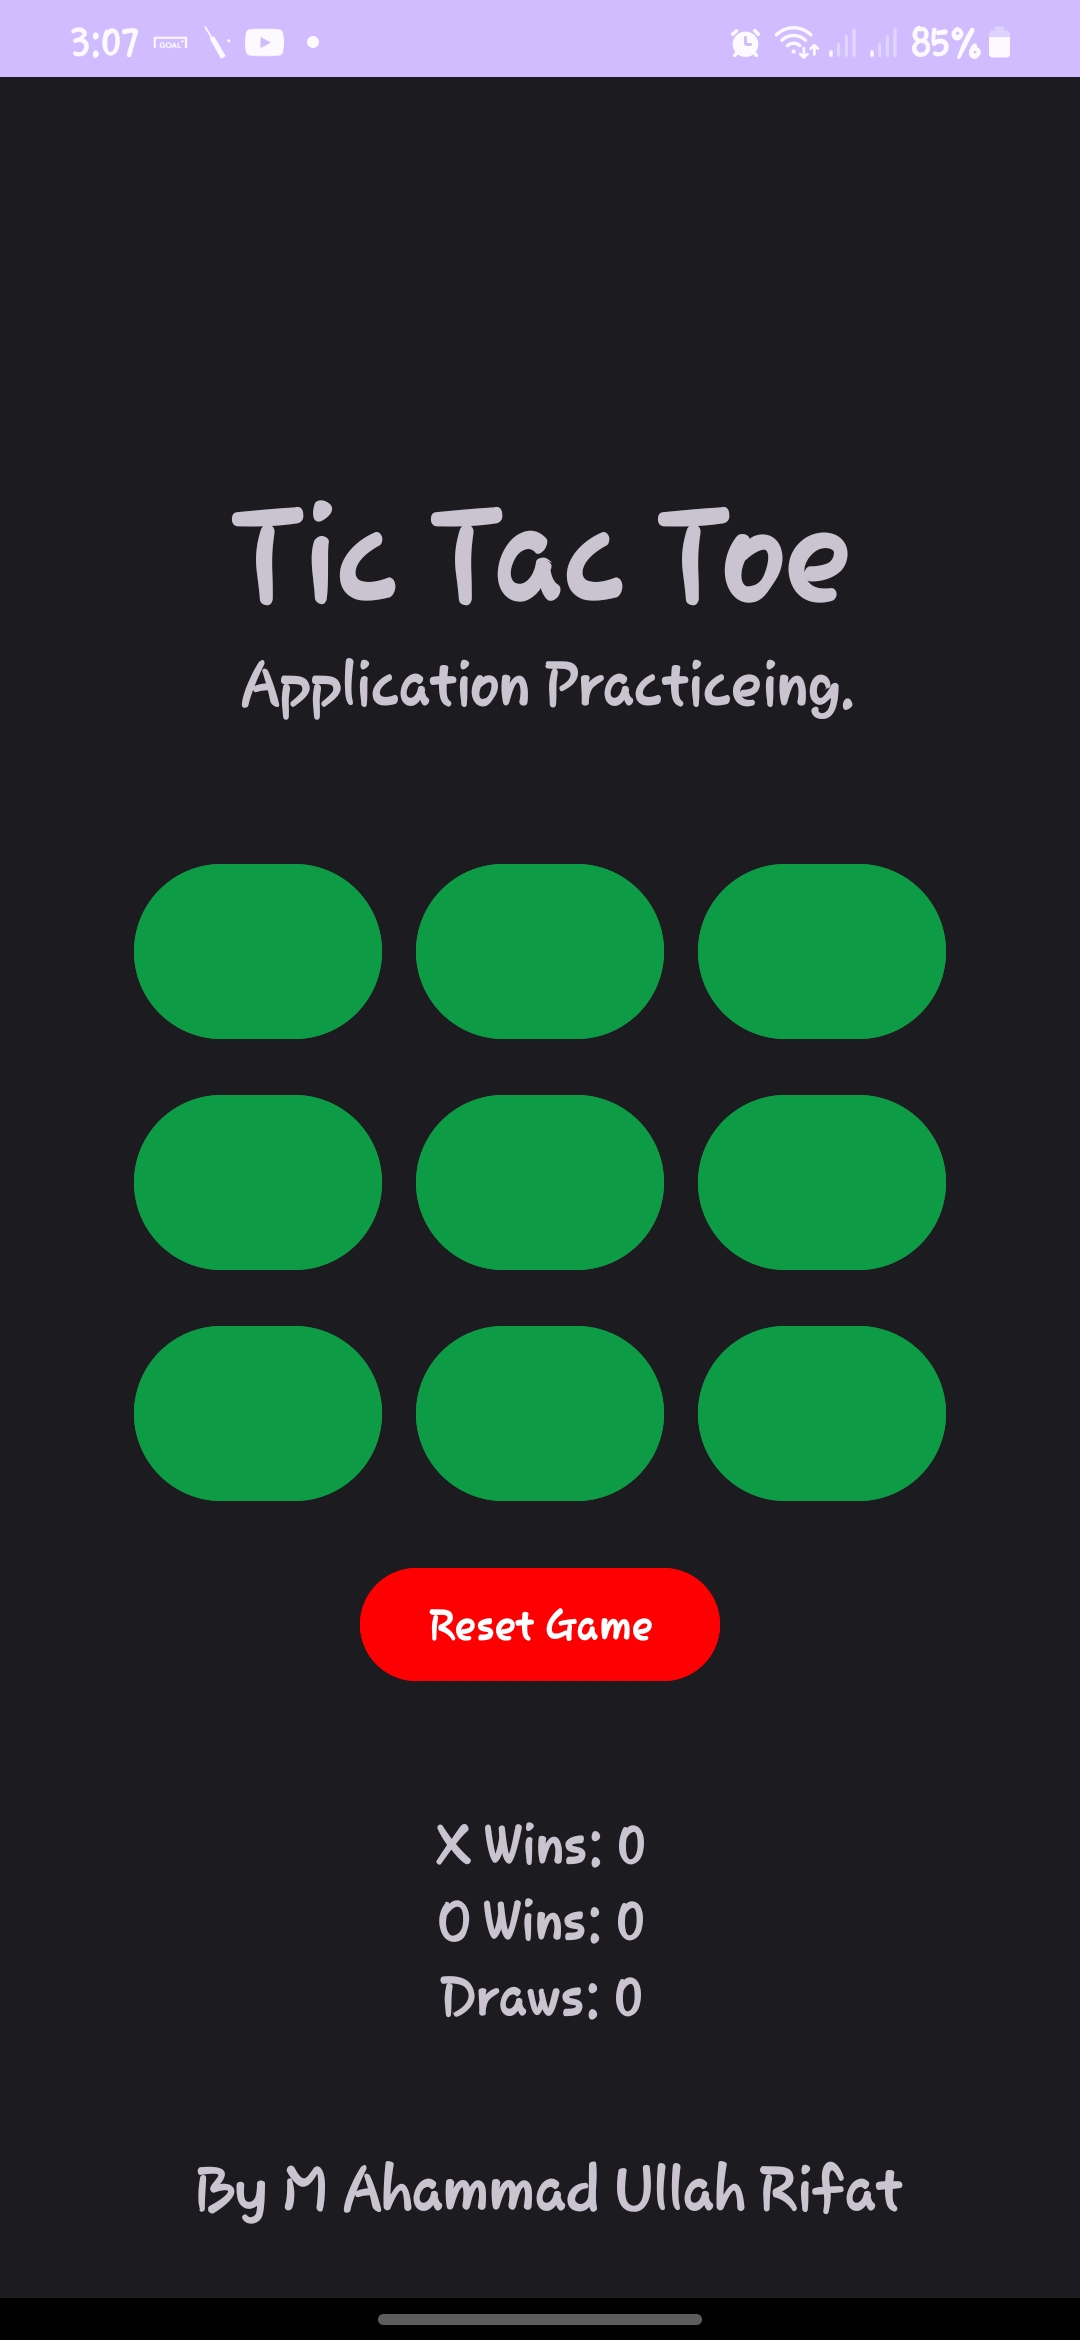 3:07 GOAL 85%
Tic Tac Toe
Application Practiceing.
Reset Game
X Wins: 0
O Wins: 0
Draws: 0
By M Ahammad Ullah Rifat